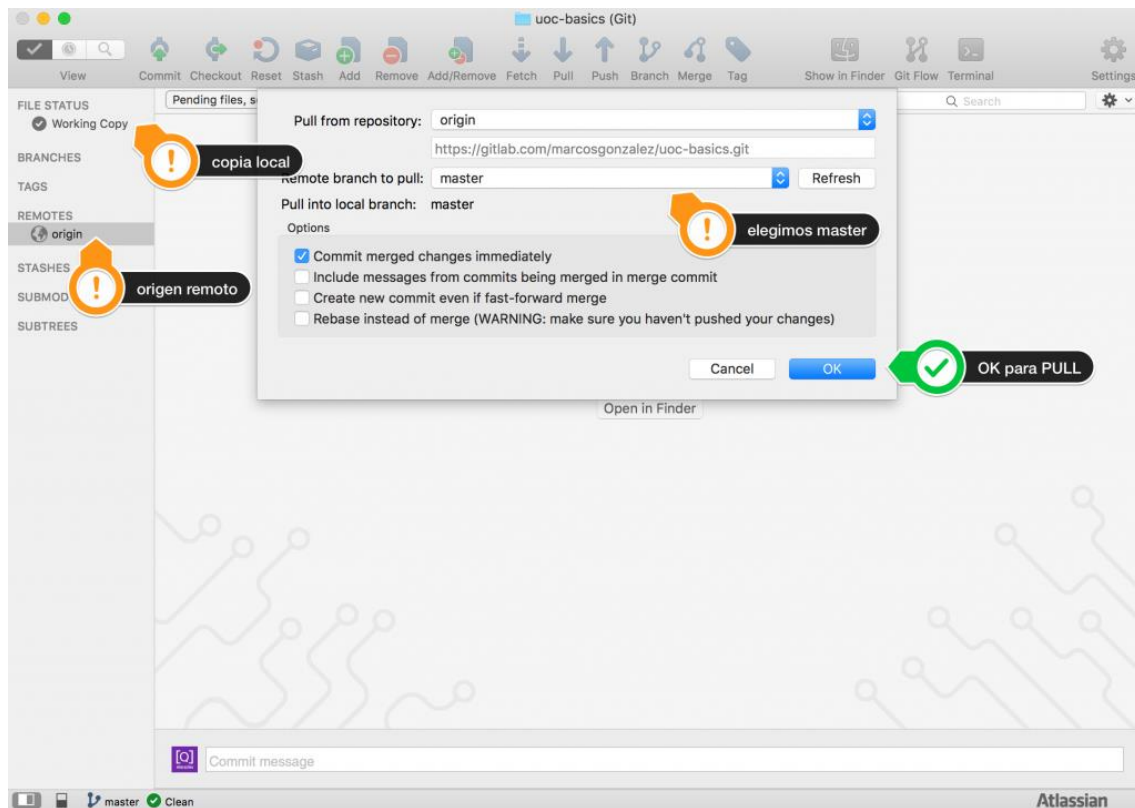 uoc-basics (Git)
View Commit Checkout Reset Stash Add Remove Add/Remove Fetch Pull Push Branch Merge Tag Show in Finder Git Flow Terminal Settings
FILE STATUS
Working Copy
BRANCHES
TAGS
REMOTES
origin
STASHES
SUBMOD
SUBTREES
copia local
origen remoto
Pending files, s
Search
Pull from repository: origin
https://gitlab.com/marcosgonzalez/uoc-basics.git
Remote branch to pull: master Refresh
Pull into local branch: master
elegimos master
Options
Commit merged changes immediately
Include messages from commits being merged in merge commit
Create new commit even if fast-forward merge
Rebase instead of merge (WARNING: make sure you haven't pushed your changes)
Cancel OK
OK para PULL
Open in Finder
Commit message
master Clean Atlassian